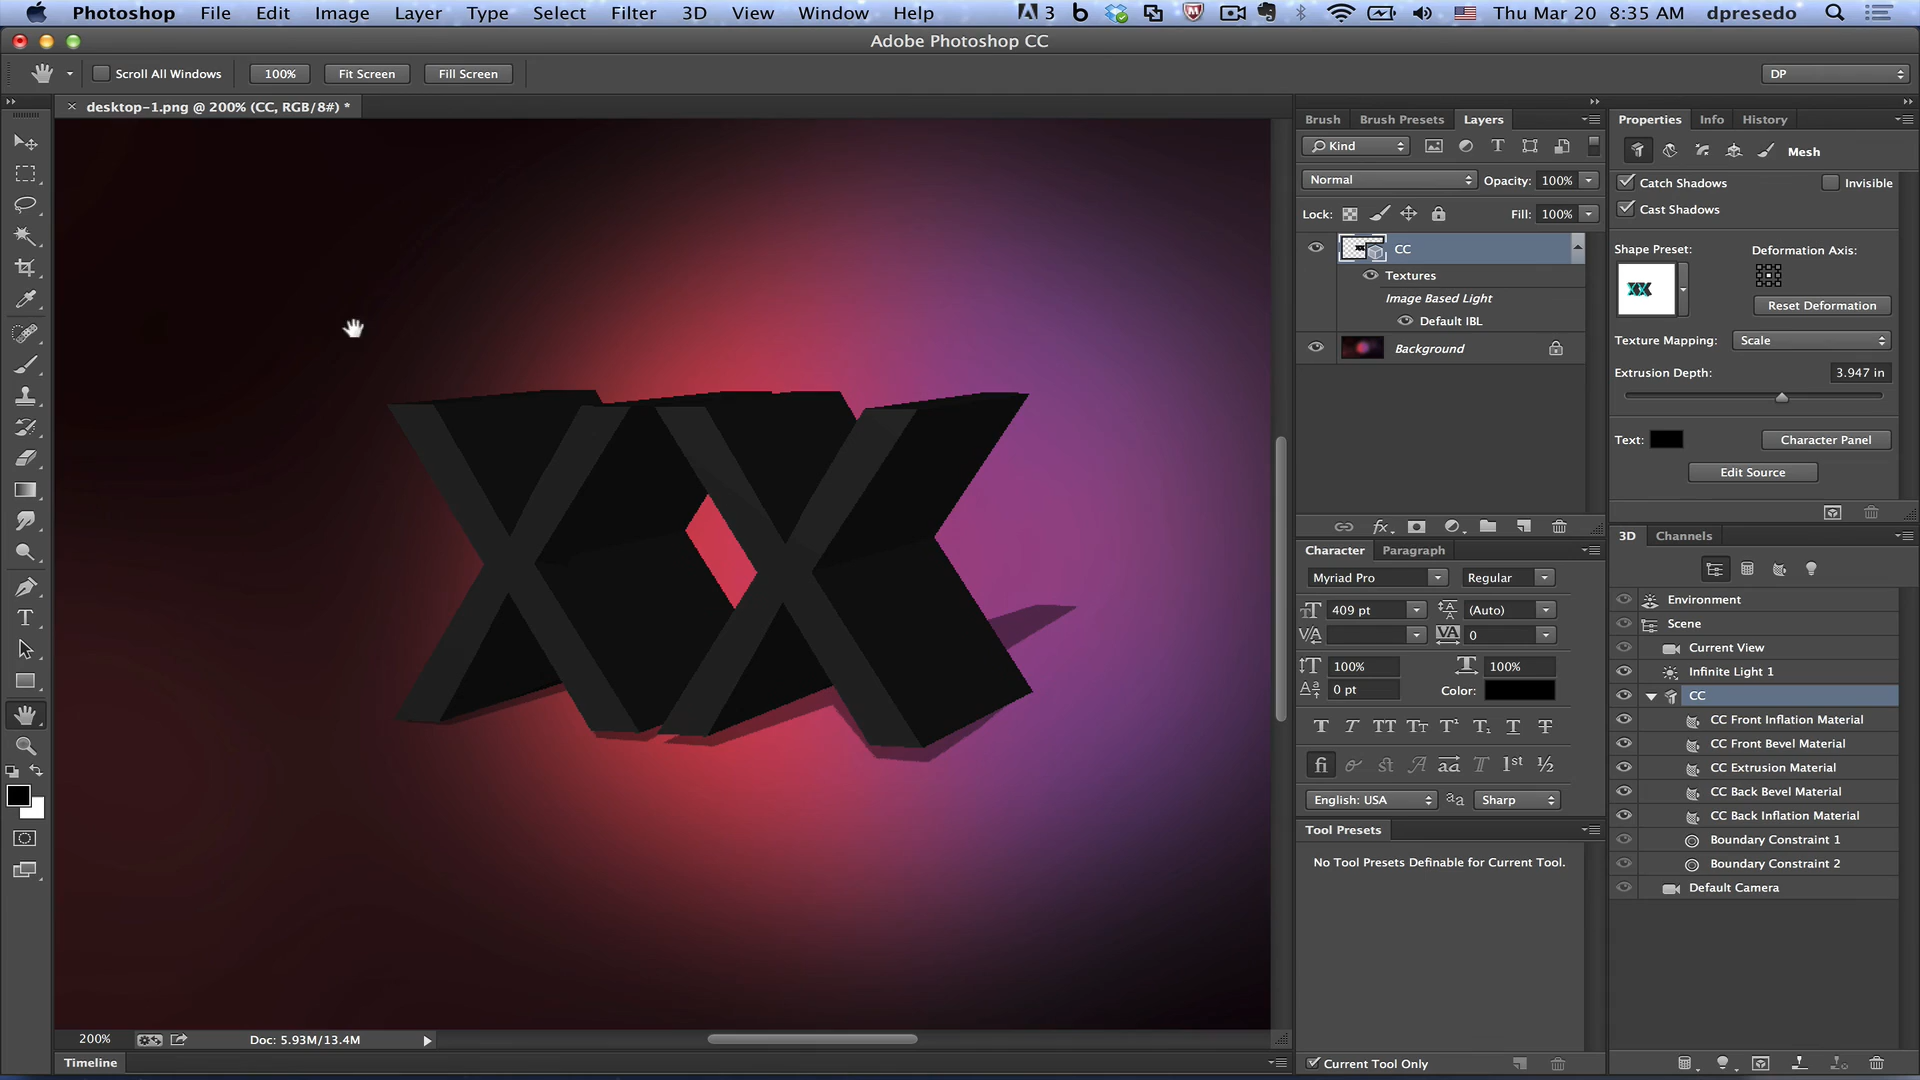 Photoshop File Edit Image Layer Type Select Filter 3D View Window Help 3 Thu Mar 20 8:35 AM dpresedo
Adobe Photoshop CC
Scroll All Windows 100% Fit Screen Fill Screen DP
desktop-1.png @ 200% (CC, RGB/8#) *
Brush Brush Presets Layers
Kind
Normal Opacity: 100%
Lock: Fill: 100%
CC
Textures
Image Based Light
Default IBL
Background
Properties Info History
Mesh
Catch Shadows Invisible
Cast Shadows
Shape Preset: Deformation Axis:
Reset Deformation
Texture Mapping: Scale
Extrusion Depth: 3.947 in
Text: Character Panel
Edit Source
XX
Character Paragraph
Myriad Pro Regular
409 pt (Auto)
0
100% 100%
0 pt Color:
English: USA Sharp
Tool Presets
No Tool Presets Definable for Current Tool.
Current Tool Only
3D Channels
Environment
Scene
Current View
Infinite Light 1
CC
CC Front Inflation Material
CC Front Bevel Material
CC Extrusion Material
CC Back Bevel Material
CC Back Inflation Material
Boundary Constraint 1
Boundary Constraint 2
Default Camera
200% Doc: 5.93M/13.4M
Timeline